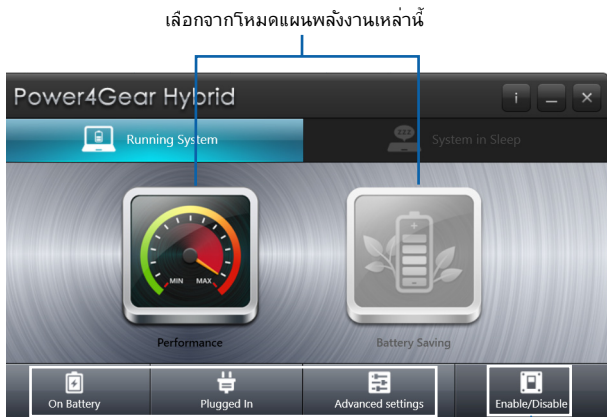 เลือกจากโหมดแผนพลังงานเหล่านี้
Power4Gear Hybrid
Running System
zzz
System in Sleep
MIN MAX
Performance
Battery Saving
On Battery
Plugged In
Advanced settings
Enable/Disable